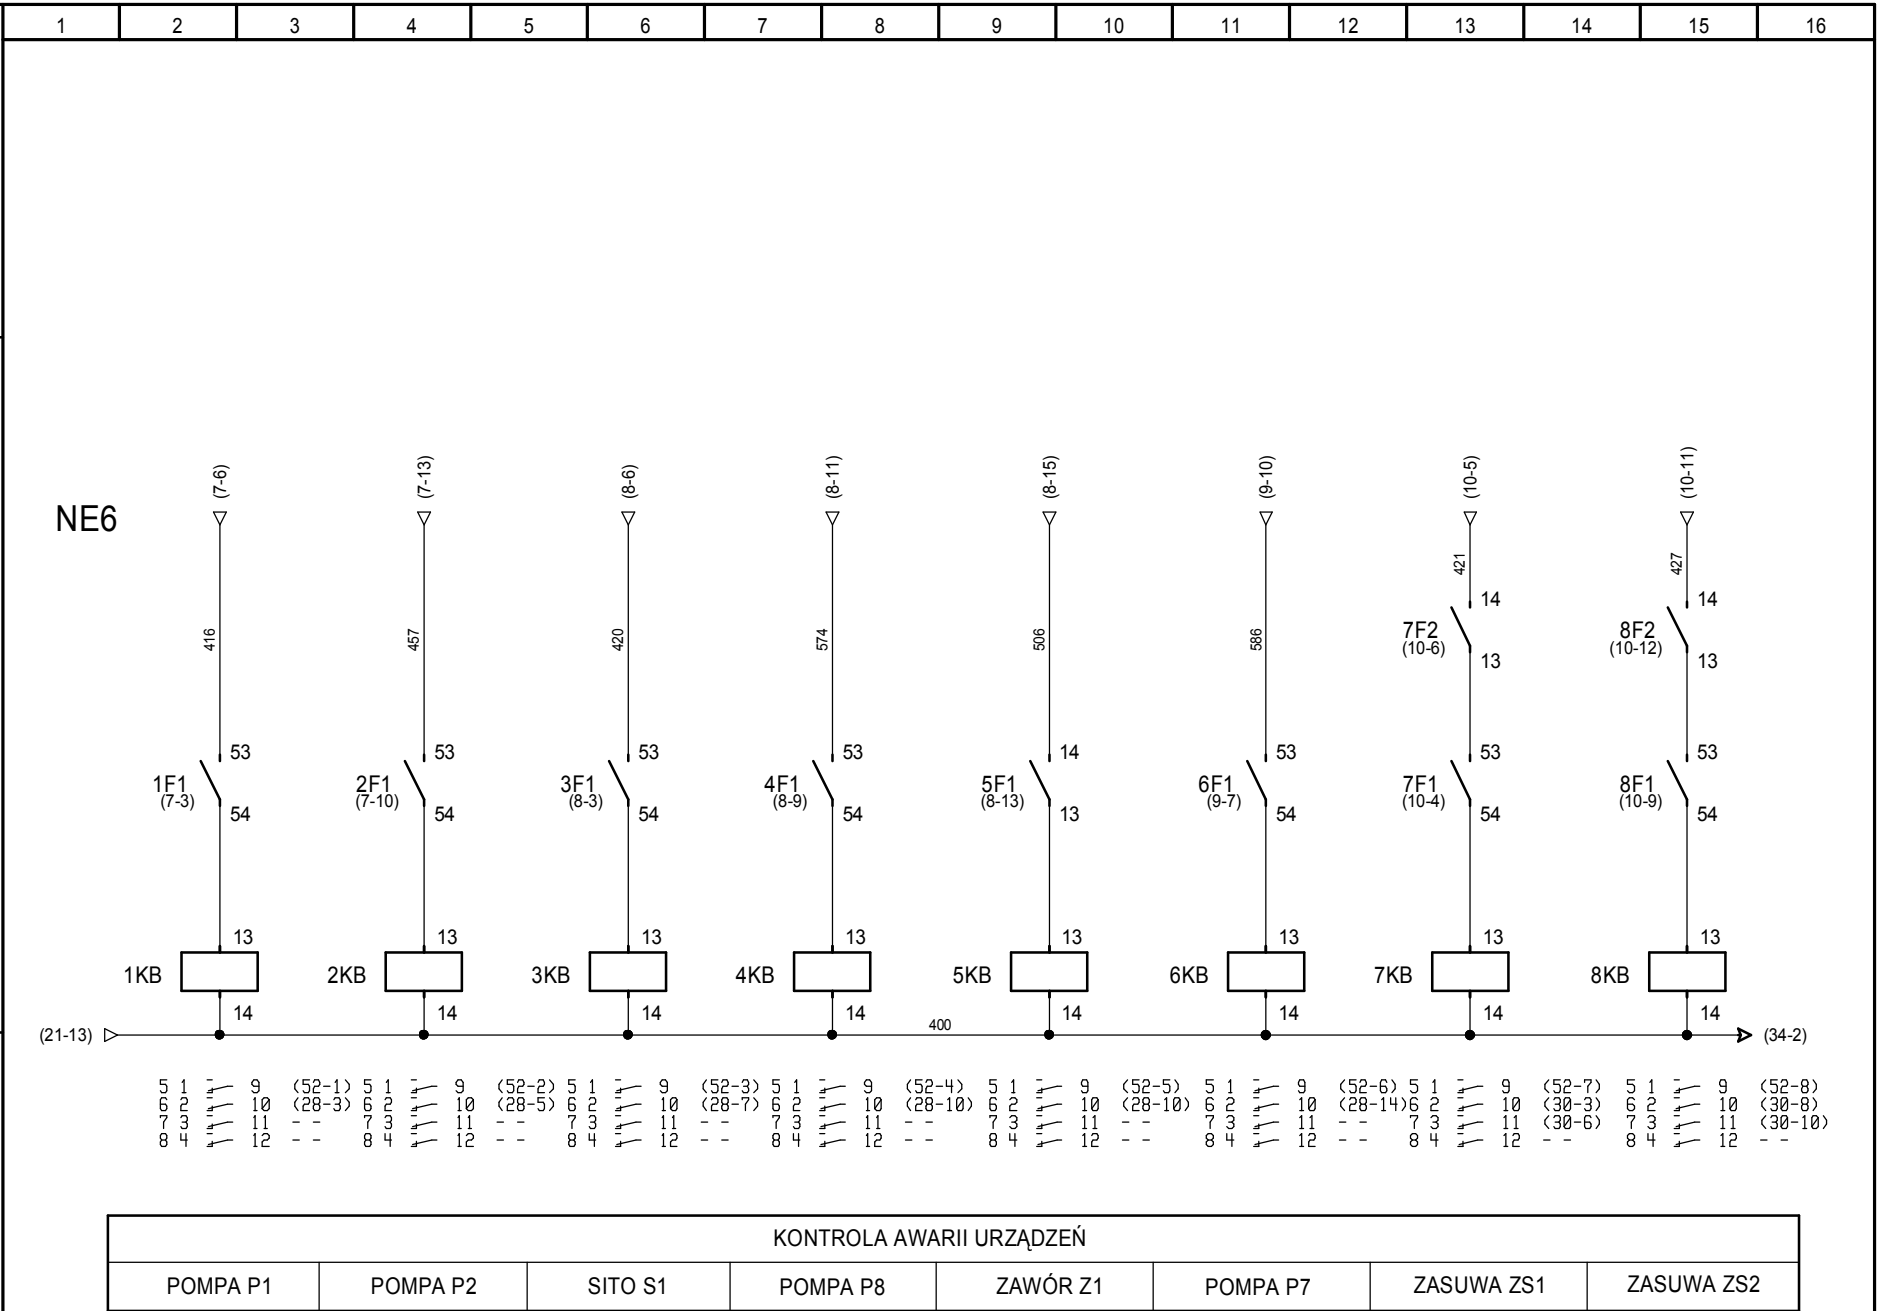 1 2 3 4 5 6 7 8 9 10 11 12 13 14 15 16
(7-6) (7-13) (8-6) (8-11) (8-15) (9-10) (10-5) (10-11)
NE6
421 427
14 14
7F2 8F2
(10-6) (10-12)
13 13
416 457 420 574 506 586
53 53 53 53 14 53 53 53
1F1 2F1 3F1 4F1 5F1 6F1 7F1 8F1
(7-3) (7-10) (8-3) (8-9) (8-13) (9-7) (10-4) (10-9)
54 54 54 54 13 54 54 54
13 13 13 13 13 13 13 13
1KB 2KB 3KB 4KB 5KB 6KB 7KB 8KB
14 14 14 14 14 14 14 14
(21-13) 400 (34-2)
5 1 9 (52-1) 5 1 9 (52-2) 5 1 9 (52-3) 5 1 9 (52-4) 5 1 9 (52-5) 5 1 9 (52-6) 5 1 9 (52-7) 5 1 9 (52-8)
6 2 10 (28-3) 6 2 10 (28-5) 6 2 10 (28-7) 6 2 10 (28-10) 6 2 10 (28-10) 6 2 10 (28-14) 6 2 10 (30-3) 6 2 10 (30-8)
7 3 11 - - 7 3 11 - - 7 3 11 - - 7 3 11 - - 7 3 11 - - 7 3 11 - - 7 3 11 (30-6) 7 3 11 (30-10)
8 4 12 - - 8 4 12 - - 8 4 12 - - 8 4 12 - - 8 4 12 - - 8 4 12 - - 8 4 12 - - 8 4 12 - -
KONTROLA AWARII URZĄDZEŃ
POMPA P1 POMPA P2 SITO S1 POMPA P8 ZAWÓR Z1 POMPA P7 ZASUWA ZS1 ZASUWA ZS2